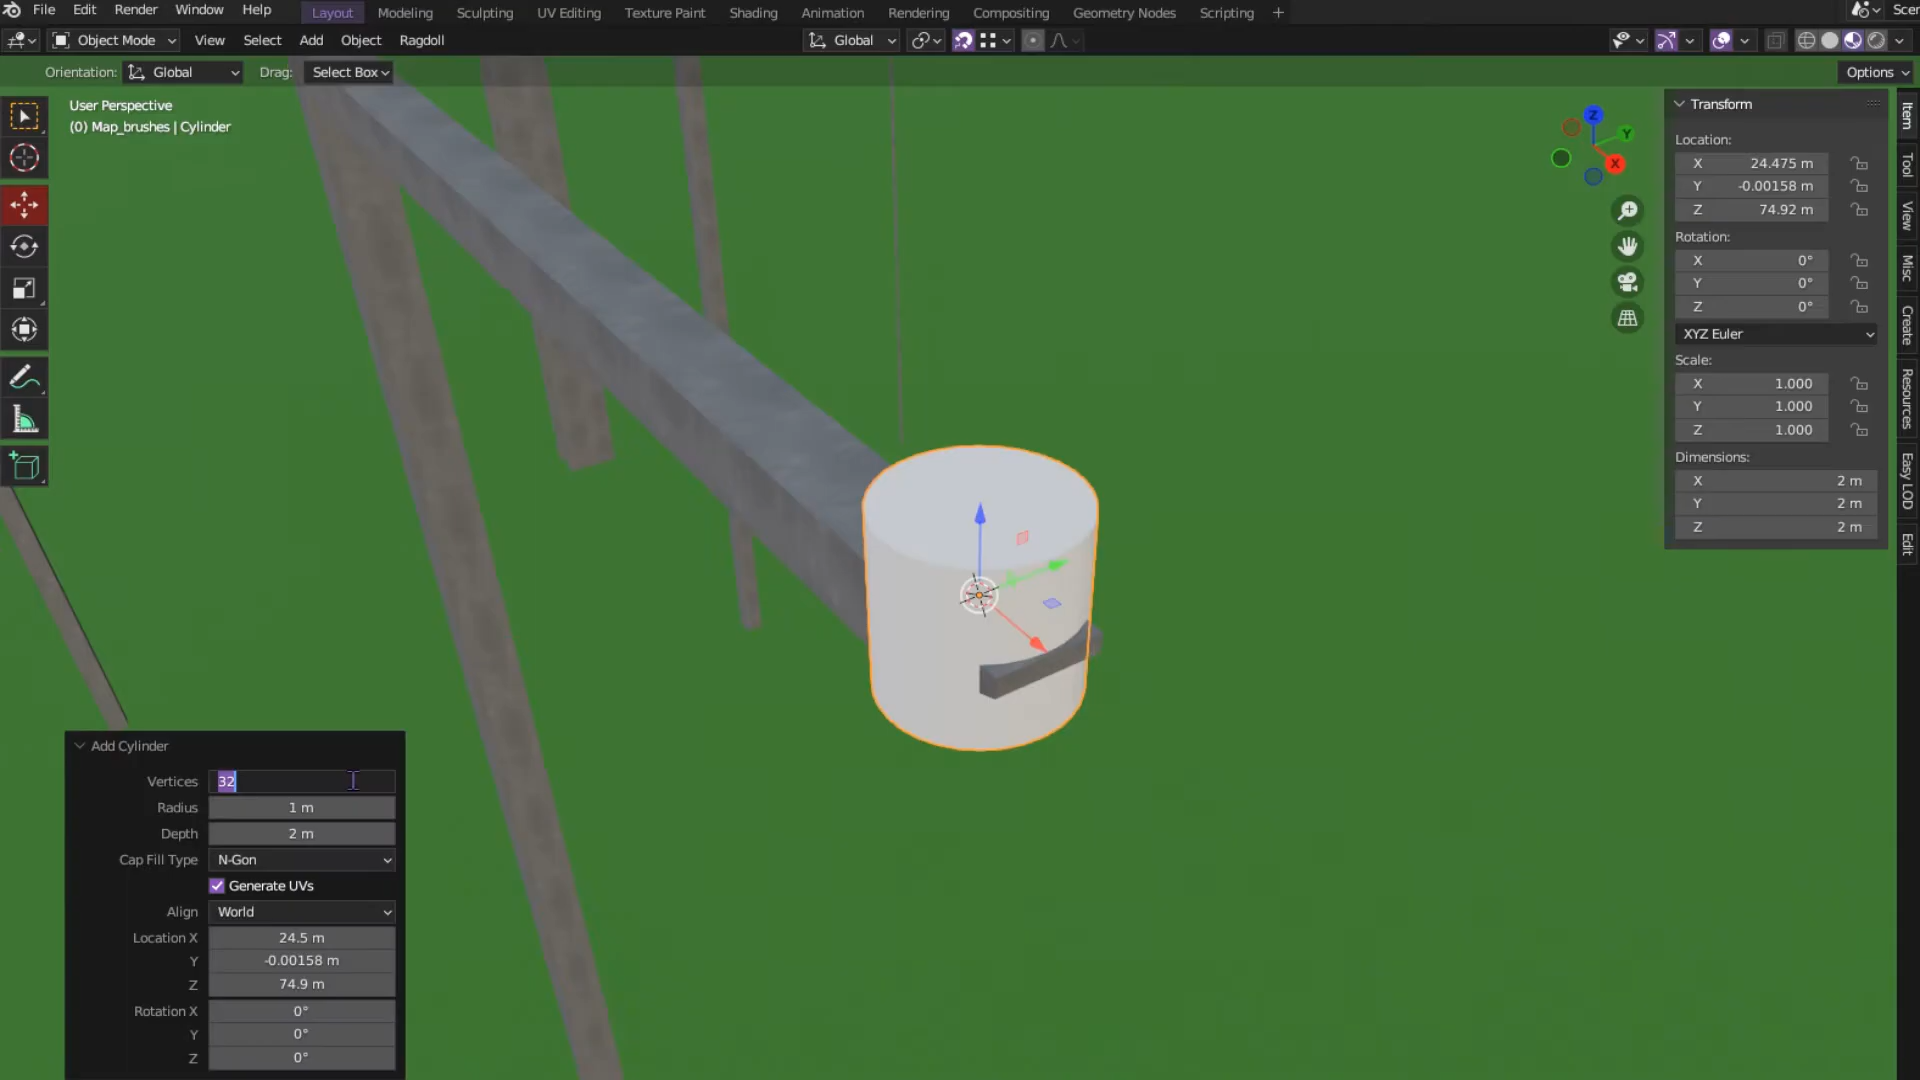 File Edit Render Window Help Layout Modeling Sculpting UV Editing Texture Paint Shading Animation Rendering Compositing Geometry Nodes Scripting + Scer
Object Mode View Select Add Object Ragdoll Global
Orientation: Global Drag: Select Box Options
User Perspective
(0) Map_brushes | Cylinder
Z
Y
X
Transform
Location:
X 24.475 m
Y -0.00158 m
Z 74.92 m
Rotation:
X 0°
Y 0°
Z 0°
XYZ Euler
Scale:
X 1.000
Y 1.000
Z 1.000
Dimensions:
X 2 m
Y 2 m
Z 2 m
Item
Tool
View
Misc
Create
Resources
Easy LOD
Edit
Add Cylinder
Vertices 32
Radius 1 m
Depth 2 m
Cap Fill Type N-Gon
Generate UVs
Align World
Location X 24.5 m
Y -0.00158 m
Z 74.9 m
Rotation X 0°
Y 0°
Z 0°